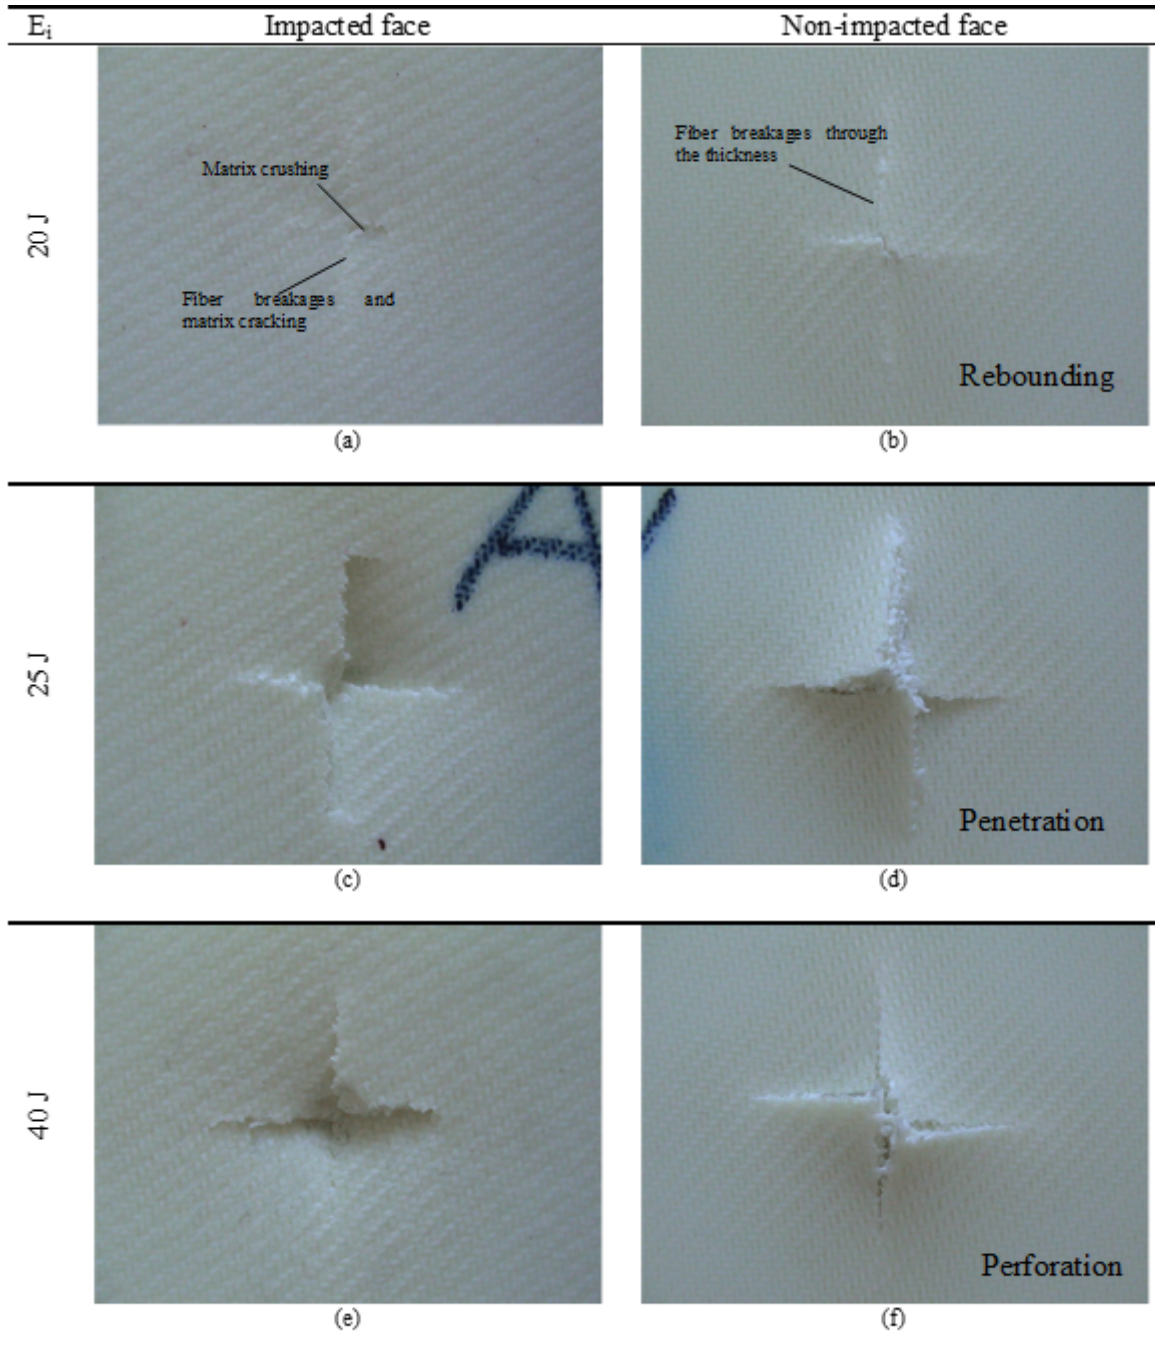 Ei Impacted face Non-impacted face
20 J
Matrix crushing
Fiber breakages and
matrix cracking
Fiber breakages through
the thickness
Rebounding
(a) (b)
25 J
A
Penetration
(c) (d)
40 J
Perforation
(e) (f)